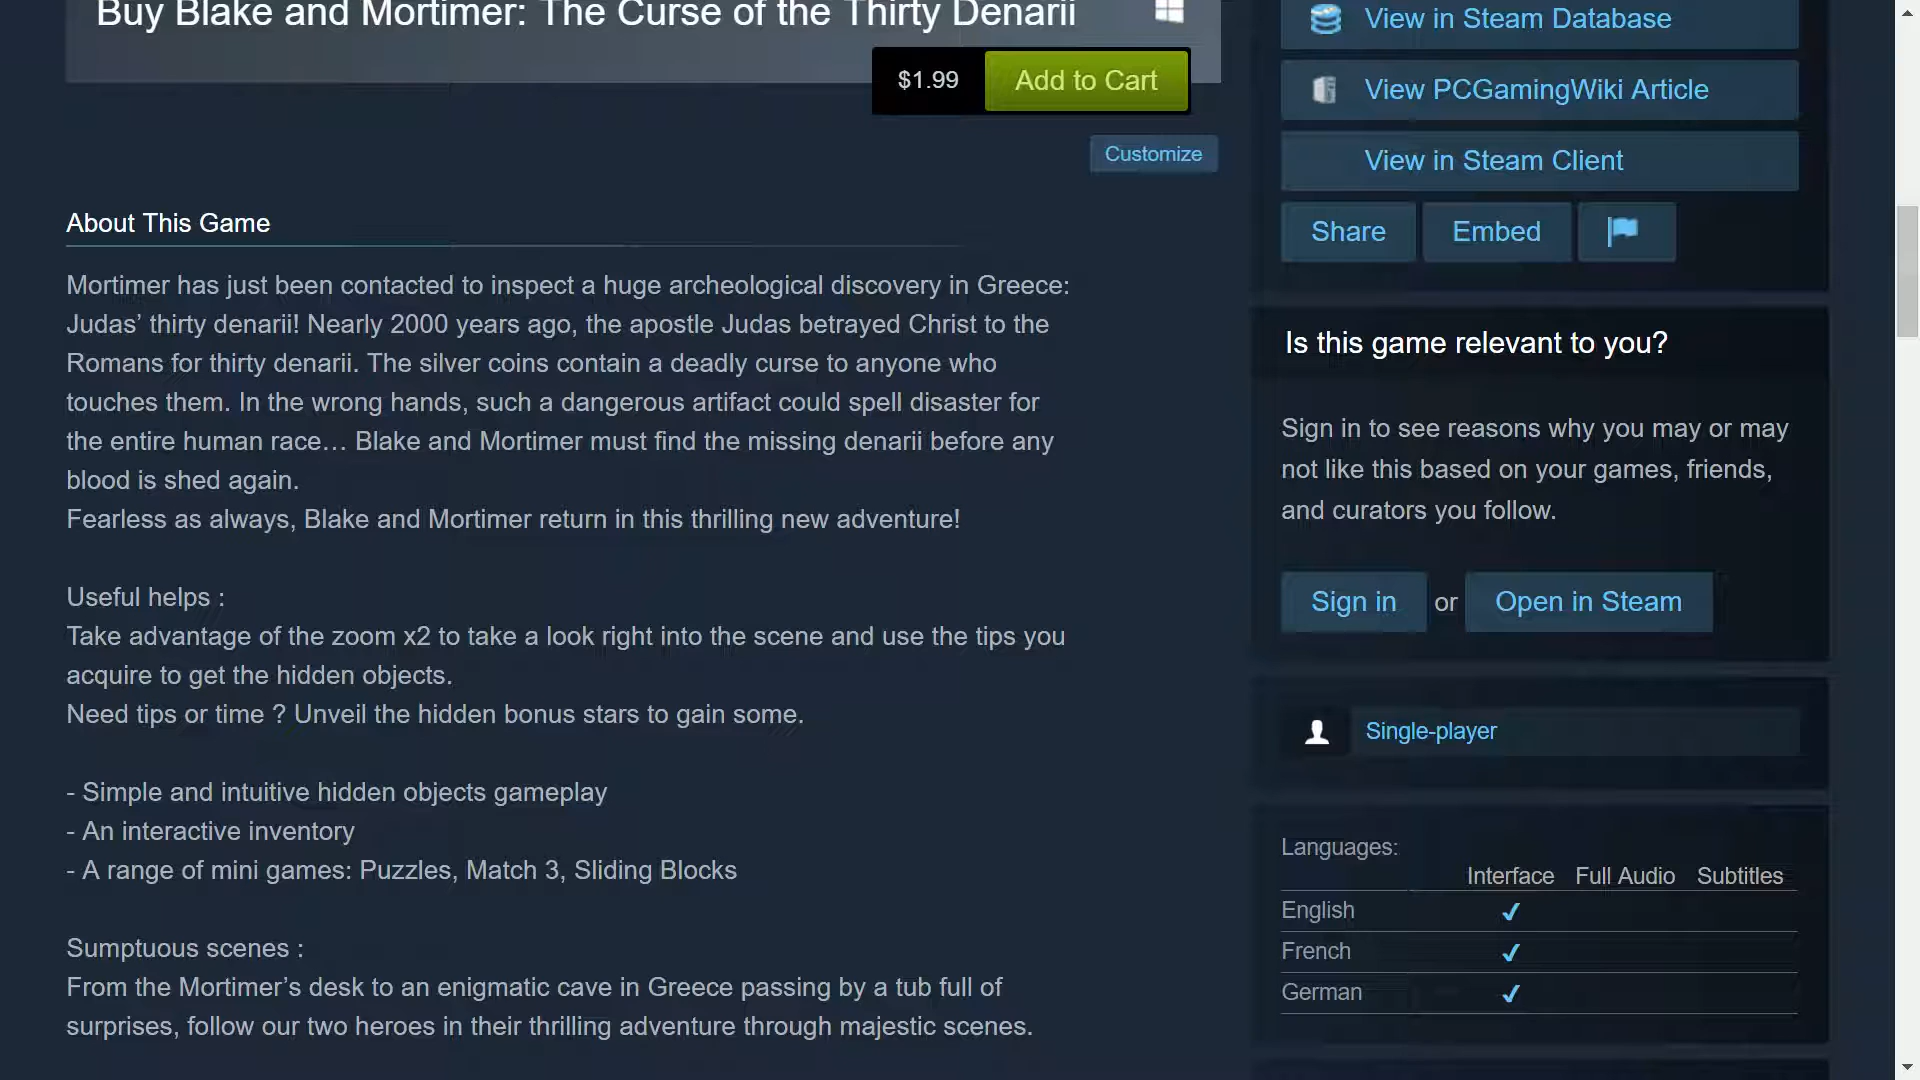 Buy Blake and Mortimer: The Curse of the Thirty Denarii
$1.99
Add to Cart
Customize
About This Game
Mortimer has just been contacted to inspect a huge archeological discovery in Greece:
Judas’ thirty denarii! Nearly 2000 years ago, the apostle Judas betrayed Christ to the
Romans for thirty denarii. The silver coins contain a deadly curse to anyone who
touches them. In the wrong hands, such a dangerous artifact could spell disaster for
the entire human race… Blake and Mortimer must find the missing denarii before any
blood is shed again.
Fearless as always, Blake and Mortimer return in this thrilling new adventure!
Useful helps :
Take advantage of the zoom x2 to take a look right into the scene and use the tips you
acquire to get the hidden objects.
Need tips or time ? Unveil the hidden bonus stars to gain some.
- Simple and intuitive hidden objects gameplay
- An interactive inventory
- A range of mini games: Puzzles, Match 3, Sliding Blocks
Sumptuous scenes :
From the Mortimer’s desk to an enigmatic cave in Greece passing by a tub full of
surprises, follow our two heroes in their thrilling adventure through majestic scenes.
View in Steam Database
View PCGamingWiki Article
View in Steam Client
Share Embed
Is this game relevant to you?
Sign in to see reasons why you may or may
not like this based on your games, friends,
and curators you follow.
Sign in or Open in Steam
Single-player
Languages:
Interface Full Audio Subtitles
English ✔
French ✔
German ✔